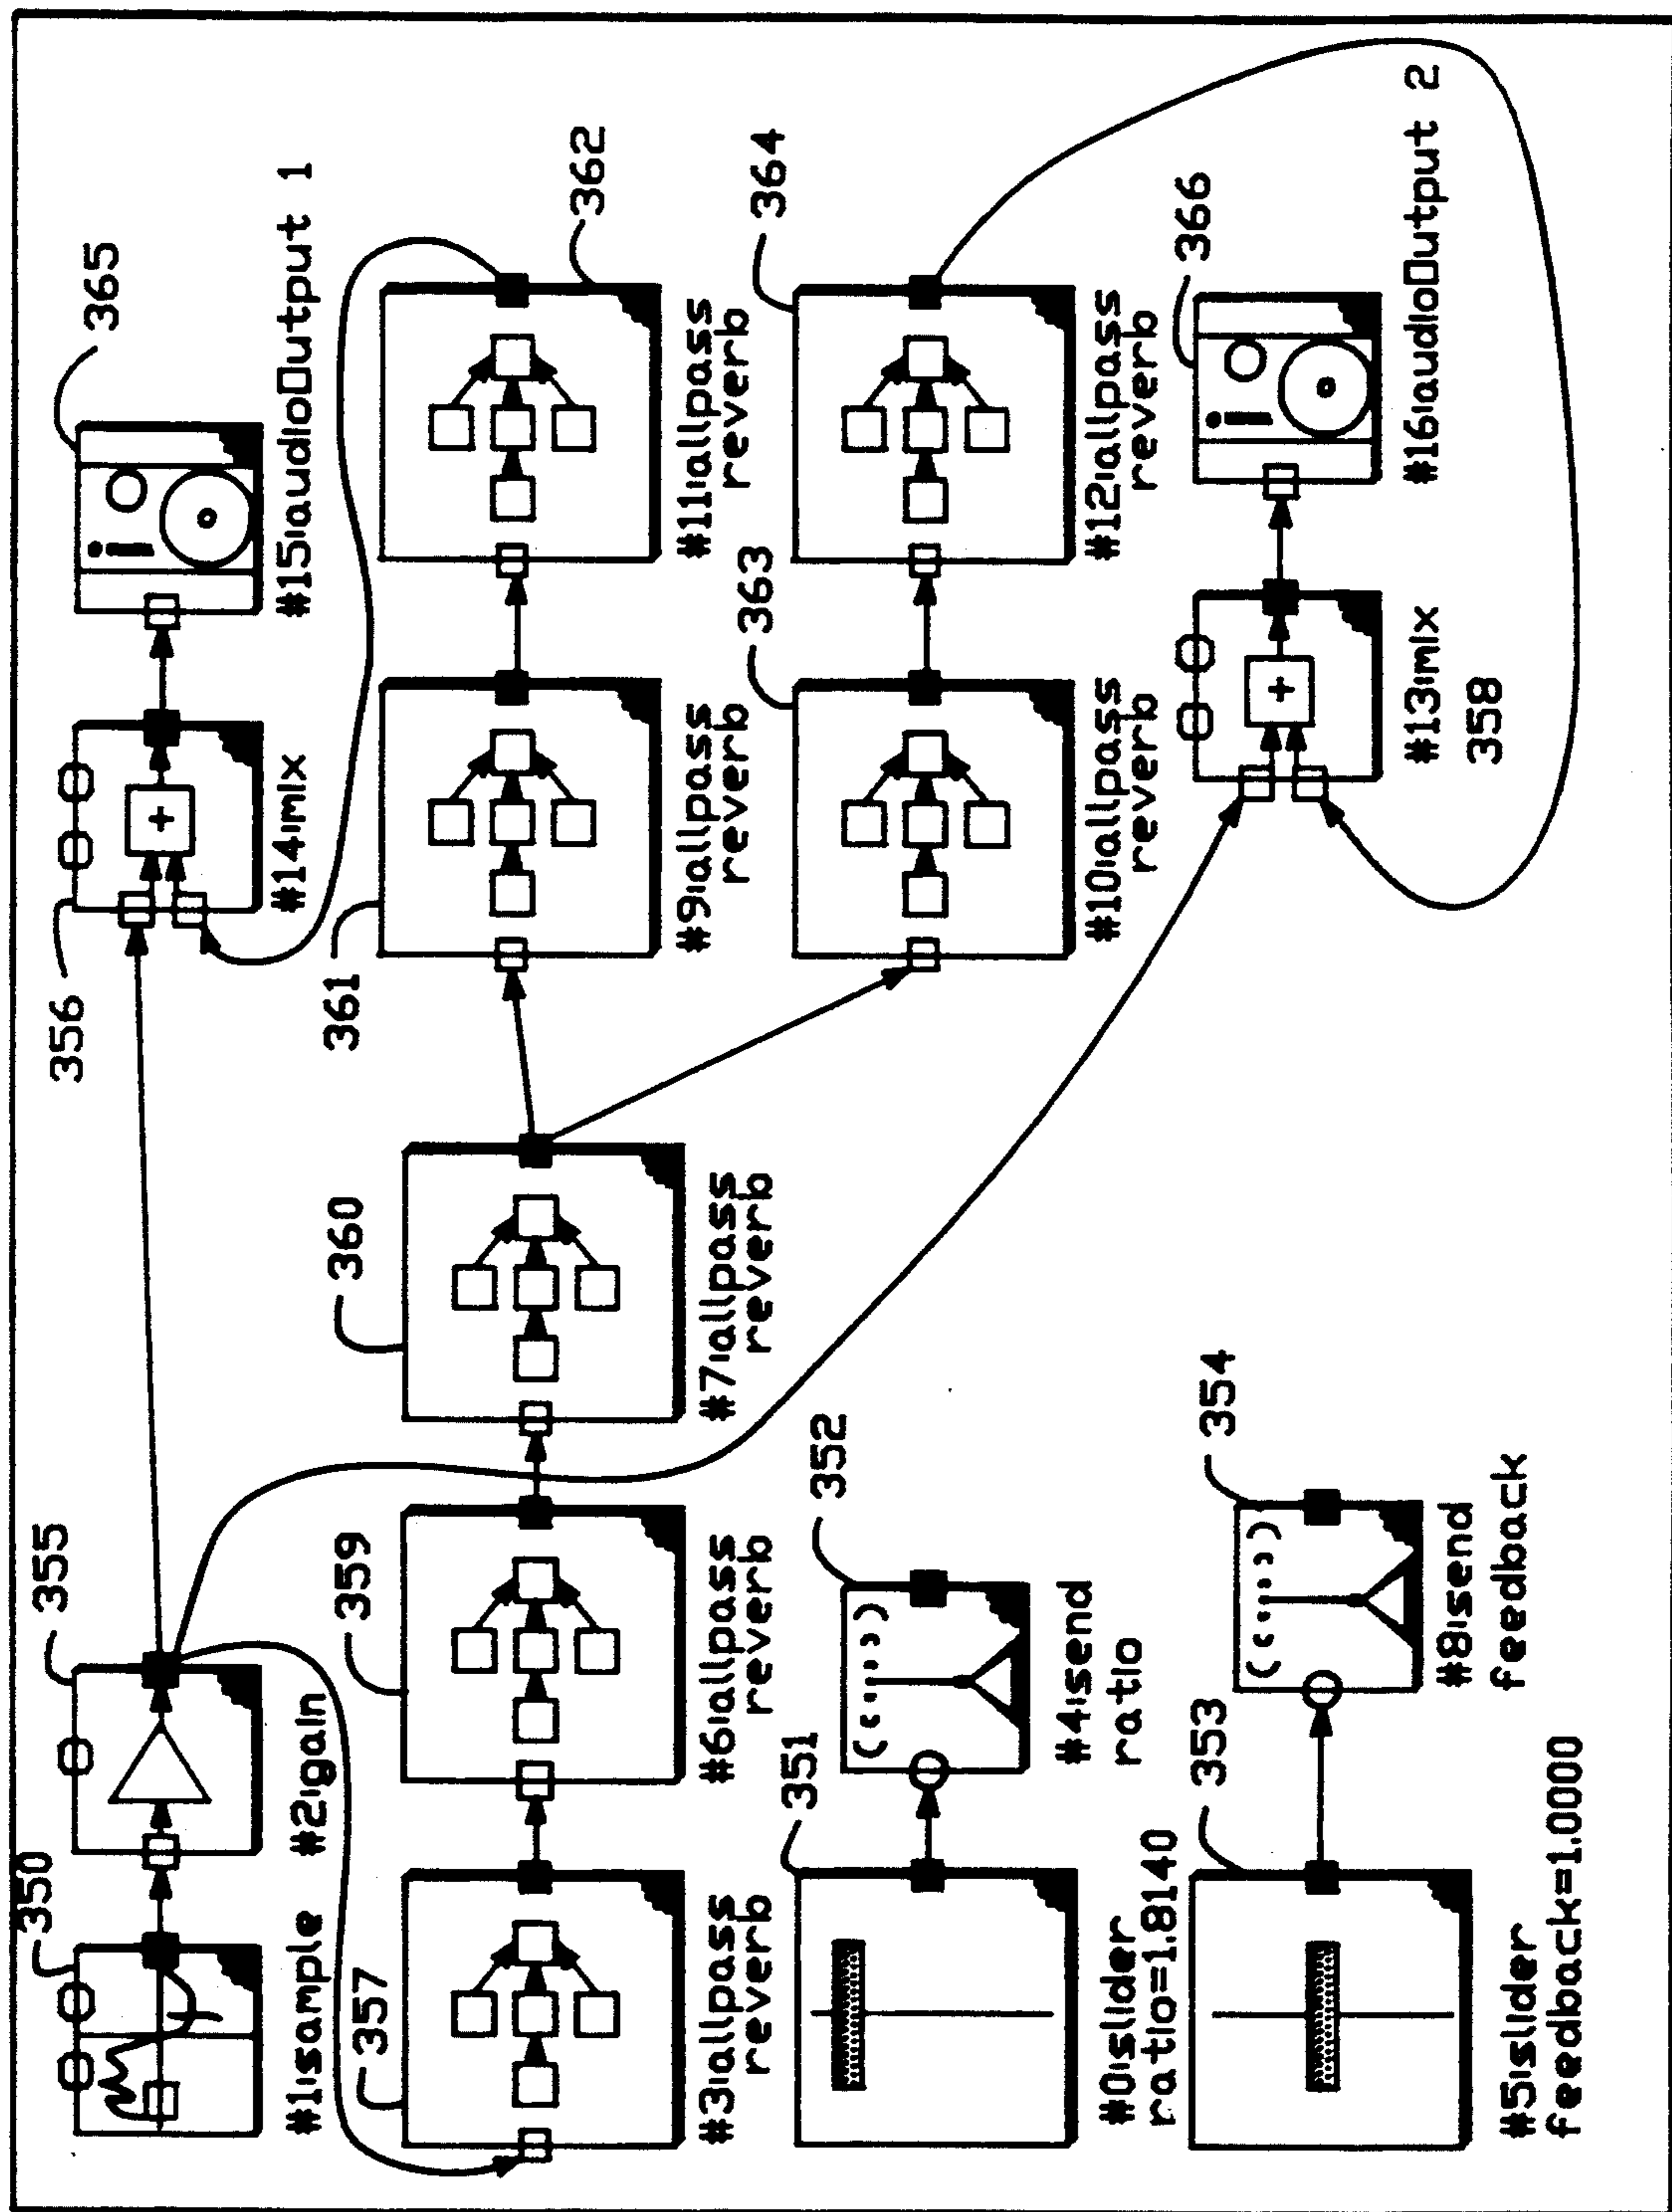 350
355
356
365
#1:sample
#2:gain
#14:mix
#15:audioOutput 1
357
359
360
361
362
#3:allpass
reverb
#6:allpass
reverb
#7:allpass
reverb
#9:allpass
reverb
#11:allpass
reverb
351
352
363
364
#0:slider
ratio=1.8140
#4:send
ratio
#10:allpass
reverb
#12:allpass
reverb
353
354
366
#5:slider
feedback=1.0000
#8:send
feedback
#13:mix
358
#16:audioOutput 2